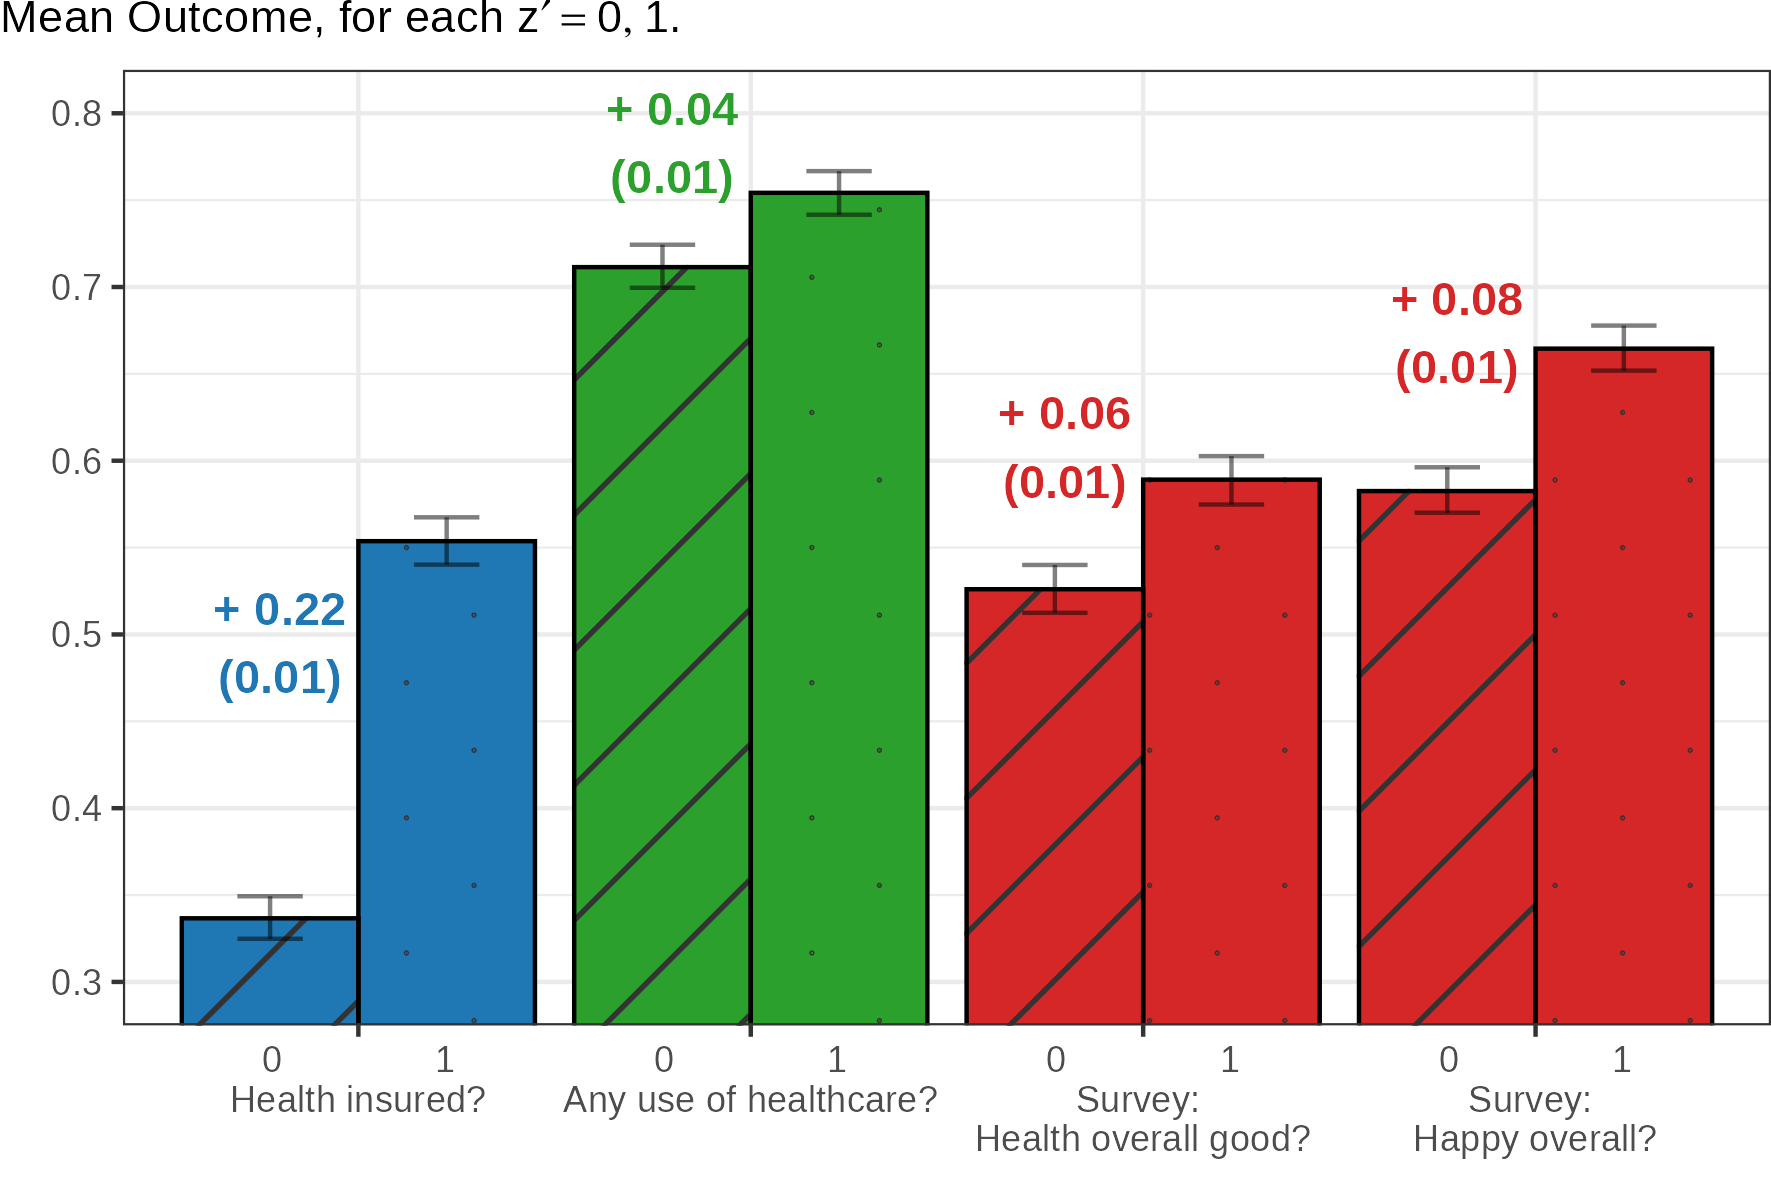 Mean Outcome, for each z′ = 0, 1.
0.8
0.7
0.6
0.5
0.4
0.3
+ 0.22
(0.01)
+ 0.04
(0.01)
+ 0.06
(0.01)
+ 0.08
(0.01)
0 1
Health insured?
0 1
Any use of healthcare?
0 1
Survey:
Health overall good?
0 1
Survey:
Happy overall?